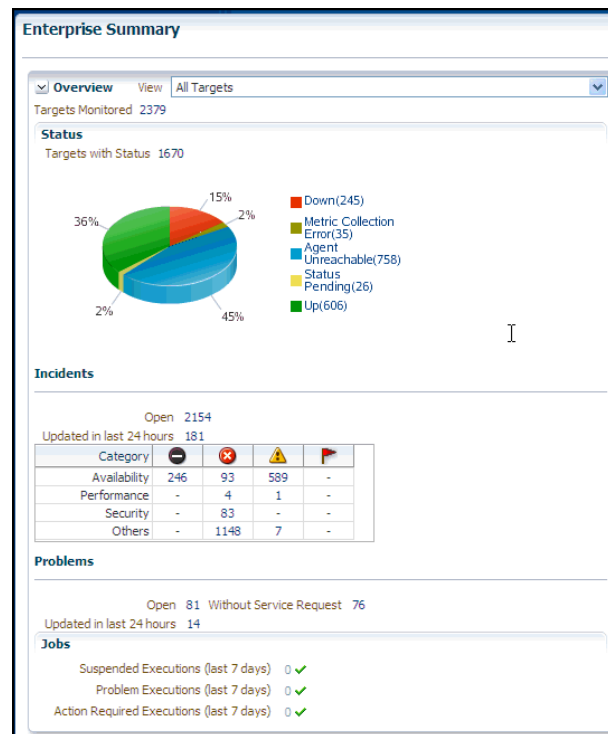 Enterprise Summary
Overview View All Targets
Targets Monitored 2379
Status
Targets with Status 1670
15%
2%
36%
2%
45%
Down(245)
Metric Collection
Error(35)
Agent
Unreachable(758)
Status
Pending(26)
Up(606)
Incidents
Open 2154
Updated in last 24 hours 181
Category
Availability 246 93 589 -
Performance - 4 1 -
Security - 83 - -
Others - 1148 7 -
Problems
Open 81 Without Service Request 76
Updated in last 24 hours 14
Jobs
Suspended Executions (last 7 days) 0
Problem Executions (last 7 days) 0
Action Required Executions (last 7 days) 0